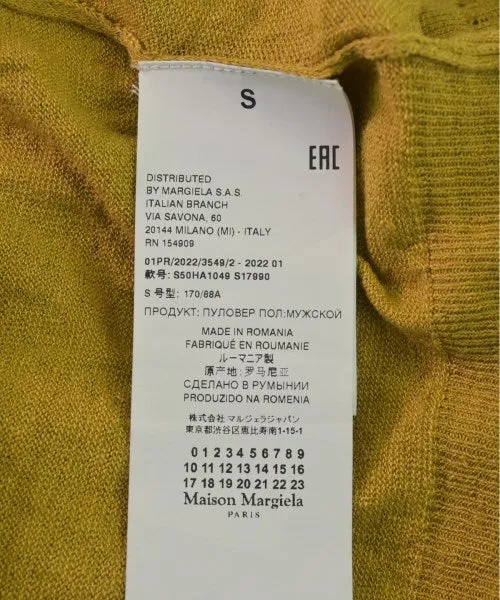 S
EAC
DISTRIBUTED
BY MARGIELA S.A.S.
ITALIAN BRANCH
VIA SAVONA, 60
20144 MILANO (MI) - ITALY
RN 154909
01PR/2022/3549/2 - 2022 01
款号: S50HA1049 S17990
S 号型: 170/88A
ПРОДУКТ: ПУЛОВЕР ПОЛ:МУЖСКОЙ
MADE IN ROMANIA
FABRIQUÉ EN ROUMANIE
ルーマニア製
原产地: 罗马尼亚
СДЕЛАНО В РУМЫНИИ
PRODUZIDO NA ROMENIA
株式会社 マルジェラジャパン
東京都渋谷区恵比寿南1-15-1
0 1 2 3 4 5 6 7 8 9
10 11 12 13 14 15 16
17 18 19 20 21 22 23
Maison Margiela
PARIS